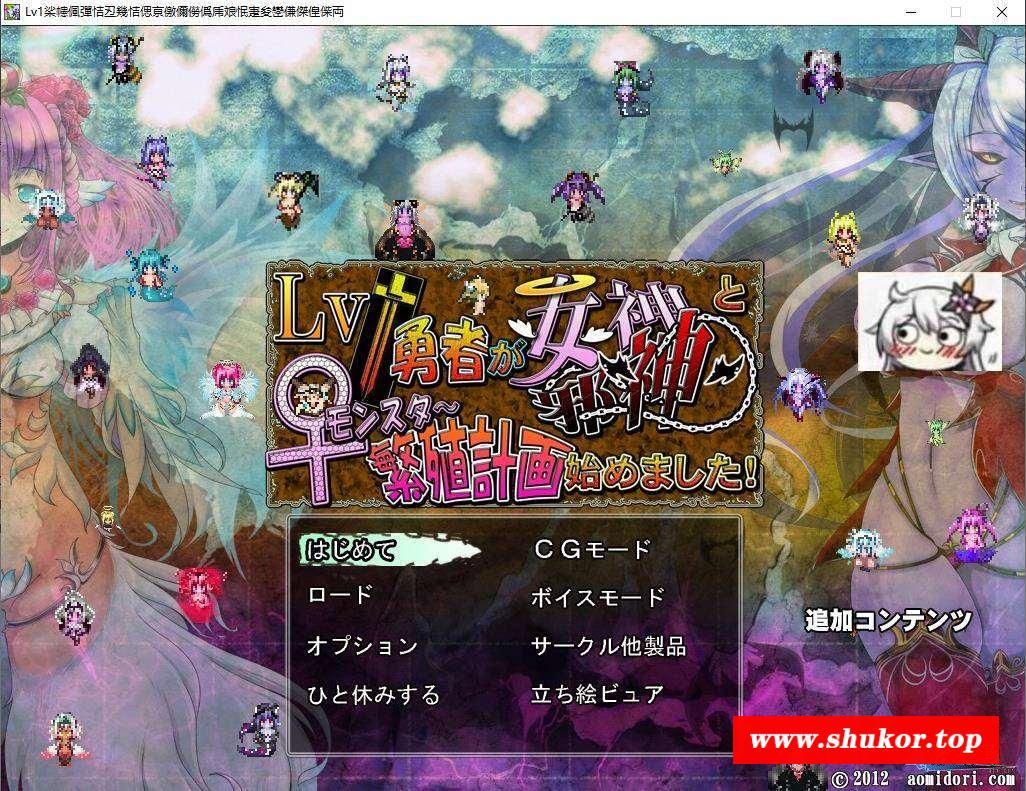 Lv1
勇者が女神と邪神
♀モンスター～
繁殖計画始めました!
はじめて
ＣＧモード
ロード
ボイスモード
オプション
サークル他製品
ひと休みする
立ち絵ビュア
追加コンテンツ
www.shukor.top
© 2012 aomidori.com